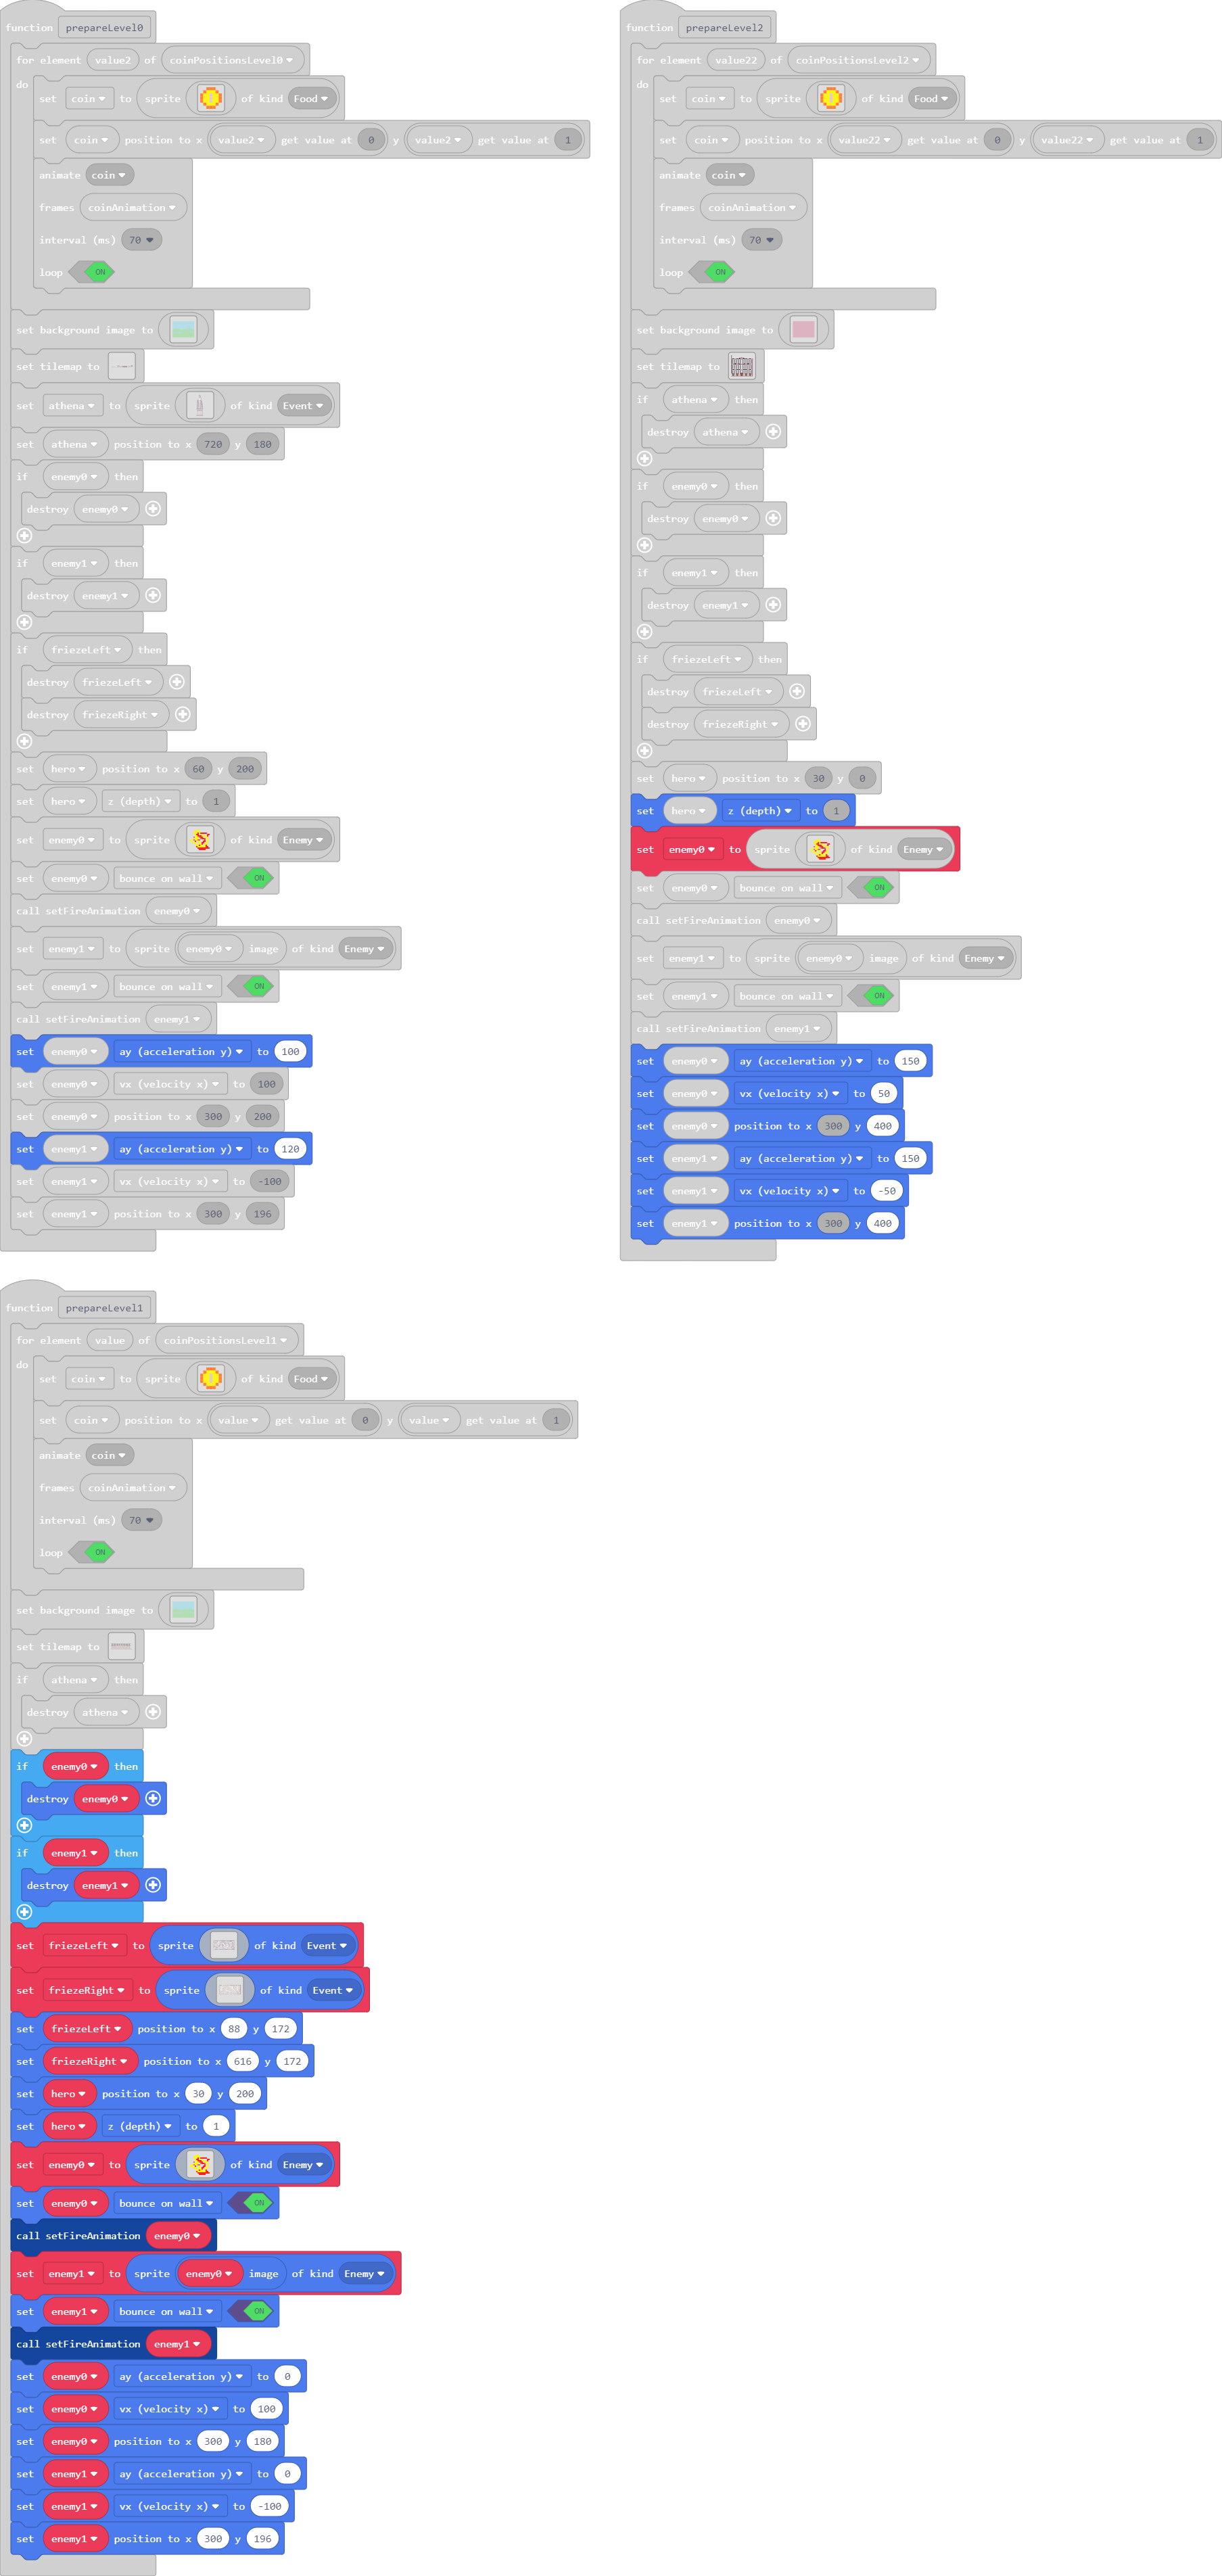 function prepareLevel0
for element value2 of coinPositionsLevel0
do
set coin to sprite of kind Food
set coin position to x value2 get value at 0 y value2 get value at 1
animate coin
frames coinAnimation
interval (ms) 70
loop ON
set background image to
set tilemap to
set athena to sprite of kind Event
set athena position to x 720 y 180
if enemy0 then
destroy enemy0
if enemy1 then
destroy enemy1
if friezeLeft then
destroy friezeLeft
destroy friezeRight
set hero position to x 60 y 200
set hero z (depth) to 1
set enemy0 to sprite of kind Enemy
set enemy0 bounce on wall ON
call setFireAnimation enemy0
set enemy1 to sprite enemy0 image of kind Enemy
set enemy1 bounce on wall ON
call setFireAnimation enemy1
set enemy0 ay (acceleration y) to 100
set enemy0 vx (velocity x) to 100
set enemy0 position to x 300 y 200
set enemy1 ay (acceleration y) to 120
set enemy1 vx (velocity x) to -100
set enemy1 position to x 300 y 196
function prepareLevel2
for element value22 of coinPositionsLevel2
do
set coin to sprite of kind Food
set coin position to x value22 get value at 0 y value22 get value at 1
animate coin
frames coinAnimation
interval (ms) 70
loop ON
set background image to
set tilemap to
if athena then
destroy athena
if enemy0 then
destroy enemy0
if enemy1 then
destroy enemy1
if friezeLeft then
destroy friezeLeft
destroy friezeRight
set hero position to x 30 y 0
set hero z (depth) to 1
set enemy0 to sprite of kind Enemy
set enemy0 bounce on wall ON
call setFireAnimation enemy0
set enemy1 to sprite enemy0 image of kind Enemy
set enemy1 bounce on wall ON
call setFireAnimation enemy1
set enemy0 ay (acceleration y) to 150
set enemy0 vx (velocity x) to 50
set enemy0 position to x 300 y 400
set enemy1 ay (acceleration y) to 150
set enemy1 vx (velocity x) to -50
set enemy1 position to x 300 y 400
function prepareLevel1
for element value of coinPositionsLevel1
do
set coin to sprite of kind Food
set coin position to x value get value at 0 y value get value at 1
animate coin
frames coinAnimation
interval (ms) 70
loop ON
set background image to
set tilemap to
if athena then
destroy athena
if enemy0 then
destroy enemy0
if enemy1 then
destroy enemy1
set friezeLeft to sprite of kind Event
set friezeRight to sprite of kind Event
set friezeLeft position to x 88 y 172
set friezeRight position to x 616 y 172
set hero position to x 30 y 200
set hero z (depth) to 1
set enemy0 to sprite of kind Enemy
set enemy0 bounce on wall ON
call setFireAnimation enemy0
set enemy1 to sprite enemy0 image of kind Enemy
set enemy1 bounce on wall ON
call setFireAnimation enemy1
set enemy0 ay (acceleration y) to 0
set enemy0 vx (velocity x) to 100
set enemy0 position to x 300 y 180
set enemy1 ay (acceleration y) to 0
set enemy1 vx (velocity x) to -100
set enemy1 position to x 300 y 196